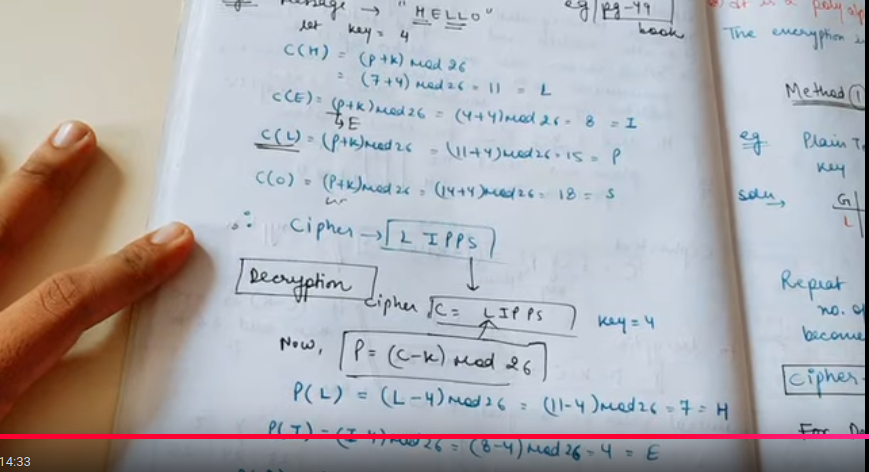 eg Message → "HELLO"
let key = 4
eg | pg-49
book
C(H) = (P+K) mod 26
= (7+4) mod 26 = 11 = L
C(E) = (P+K) mod 26 = (4+4) mod 26 = 8 = I
↳ E
C(L) = (P+K) mod 26 = (11+4) mod 26 = 15 = P
C(O) = (P+K) mod 26 = (14+4) mod 26 = 18 = S
∴ Cipher → L I P P S
Decryption
Cipher C = L I P P S key = 4
Now, P = (C-K) mod 26
P(L) = (L-4) mod 26 = (11-4) mod 26 = 7 = H
P(I) = (I-4) mod 26 = (8-4) mod 26 = 4 = E
It is a poly
The encryption
Method 1
eg Plain T
Key
soln →
G
L
Repeat
no. of
become
Cipher
For De
14:33